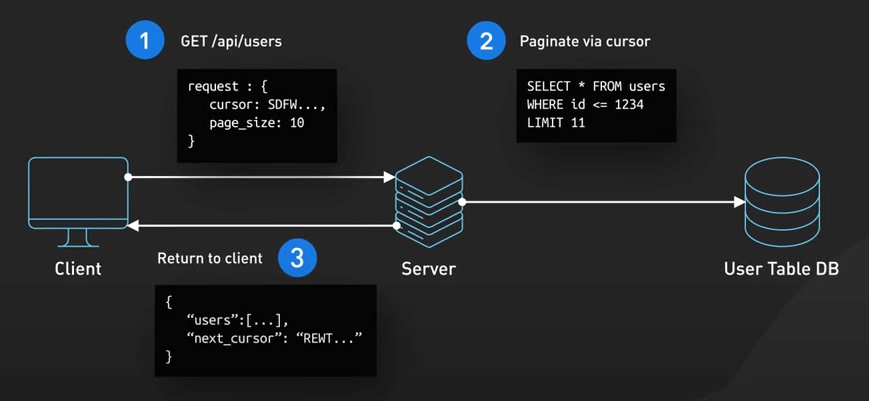 1 GET /api/users
request : {
cursor: SDFW...,
page_size: 10
}
2 Paginate via cursor
SELECT * FROM users
WHERE id <= 1234
LIMIT 11
Client
Server
User Table DB
Return to client 3
{
“users”:[...],
“next_cursor”: “REWT...”
}